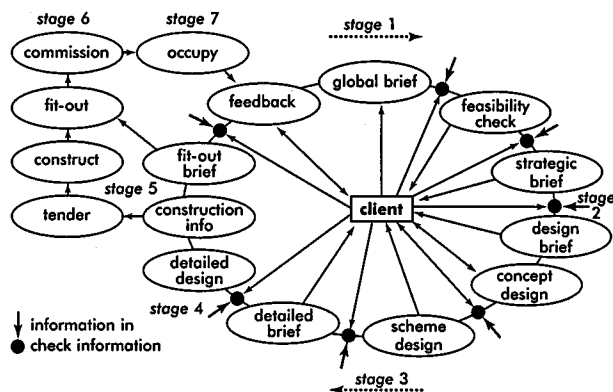 stage 6
stage 7
stage 1
commission
occupy
global brief
feedback
feasibility
check
fit-out
fit-out
brief
strategic
brief
construct
stage 5
client
stage
2
tender
construction
info
design
brief
detailed
design
concept
design
stage 4
detailed
brief
scheme
design
information in
check information
stage 3